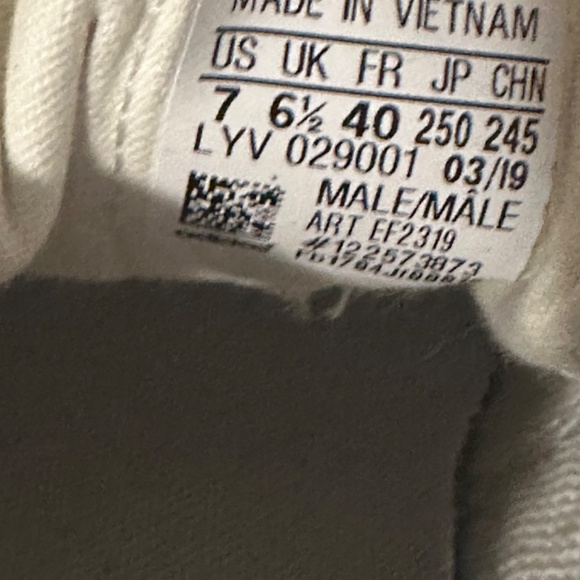 MADE IN VIETNAM
US UK FR JP CHN
7 6½ 40 250 245
LYV 029001 03/19
MALE/MÂLE
ART EF2319
#122573873